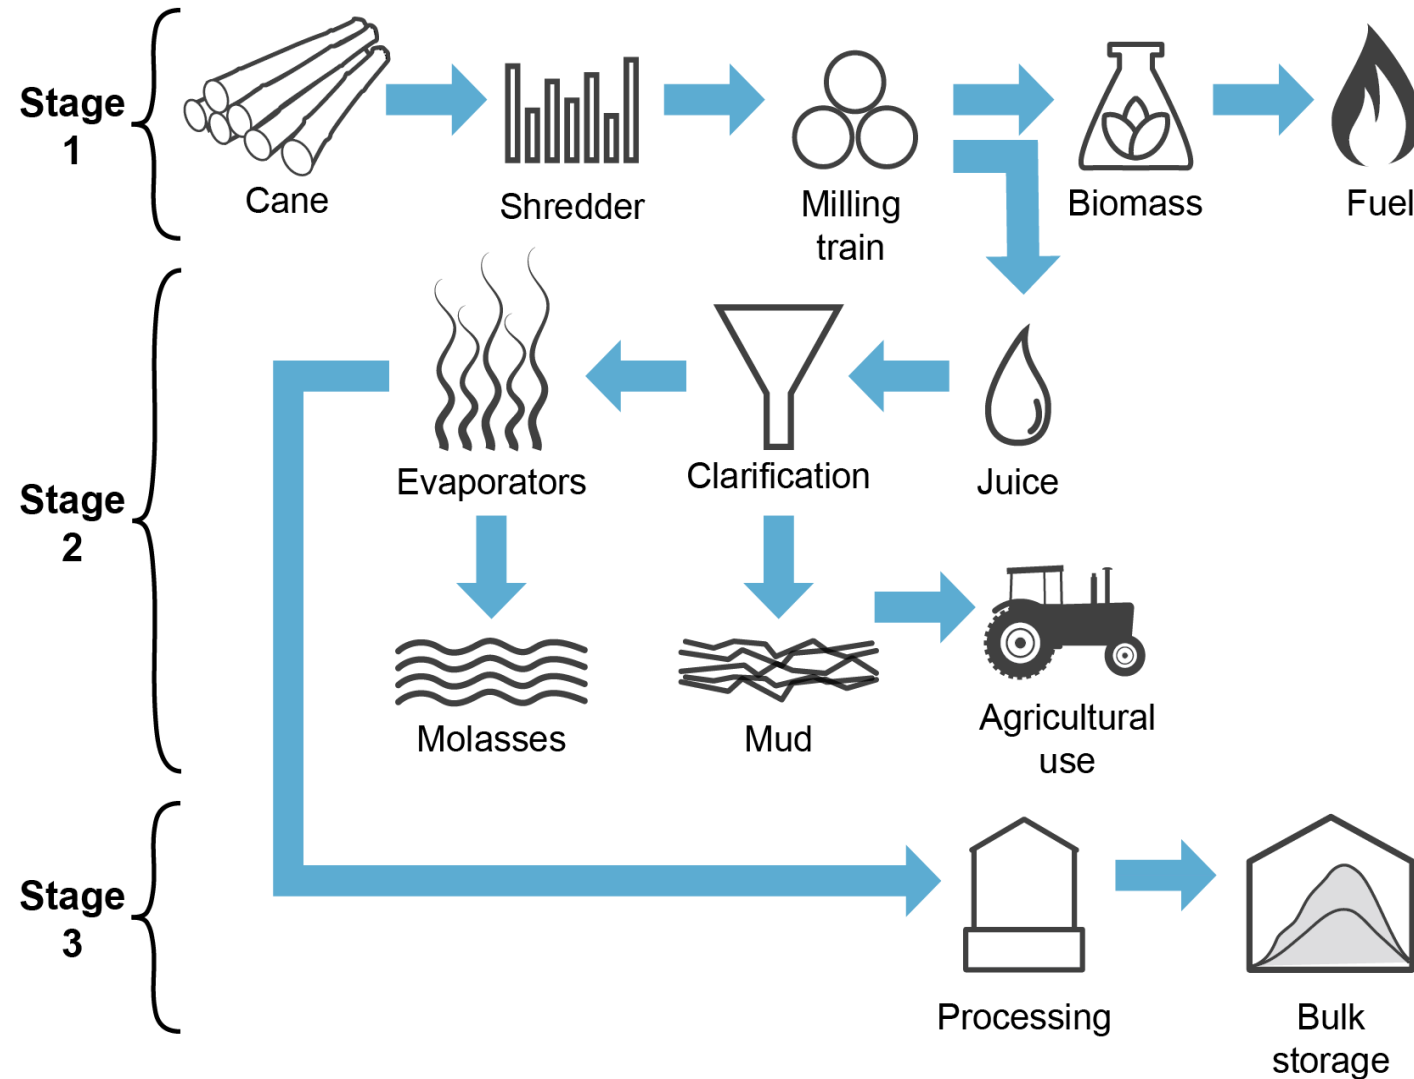 Stage
1
Cane
Shredder
Milling
train
Biomass
Fuel
Stage
2
Evaporators
Clarification
Juice
Molasses
Mud
Agricultural
use
Stage
3
Processing
Bulk
storage